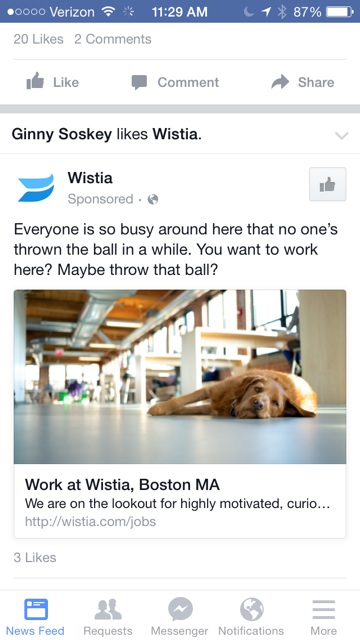 Verizon 11:29 AM 87%
20 Likes 2 Comments
Like Comment Share
Ginny Soskey likes Wistia.
Wistia
Sponsored ·
Everyone is so busy around here that no one's
thrown the ball in a while. You want to work
here? Maybe throw that ball?
Work at Wistia, Boston MA
We are on the lookout for highly motivated, curio...
http://wistia.com/jobs
3 Likes
News Feed Requests Messenger Notifications More